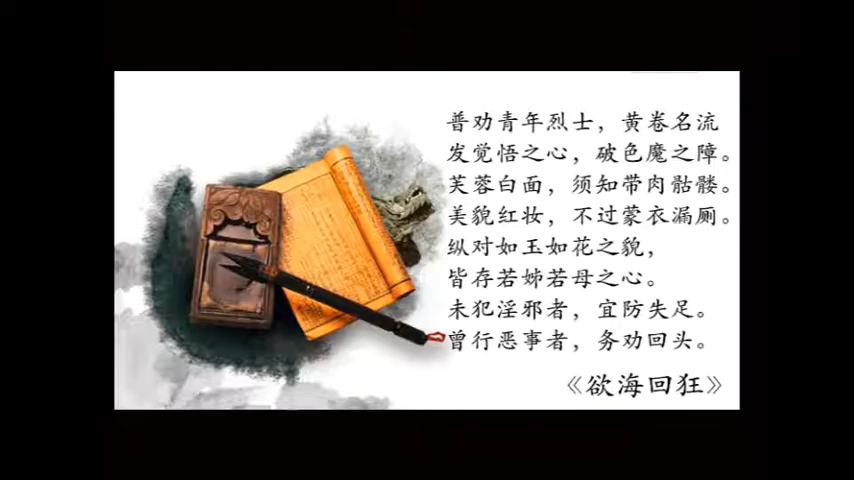 普劝青年烈士，黄卷名流
发觉悟之心，破色魔之障。
芙蓉白面，须知带肉骷髅。
美貌红妆，不过蒙衣漏厕。
纵对如玉如花之貌，
皆存若姊若母之心。
未犯淫邪者，宜防失足。
曾行恶事者，务劝回头。
《欲海回狂》